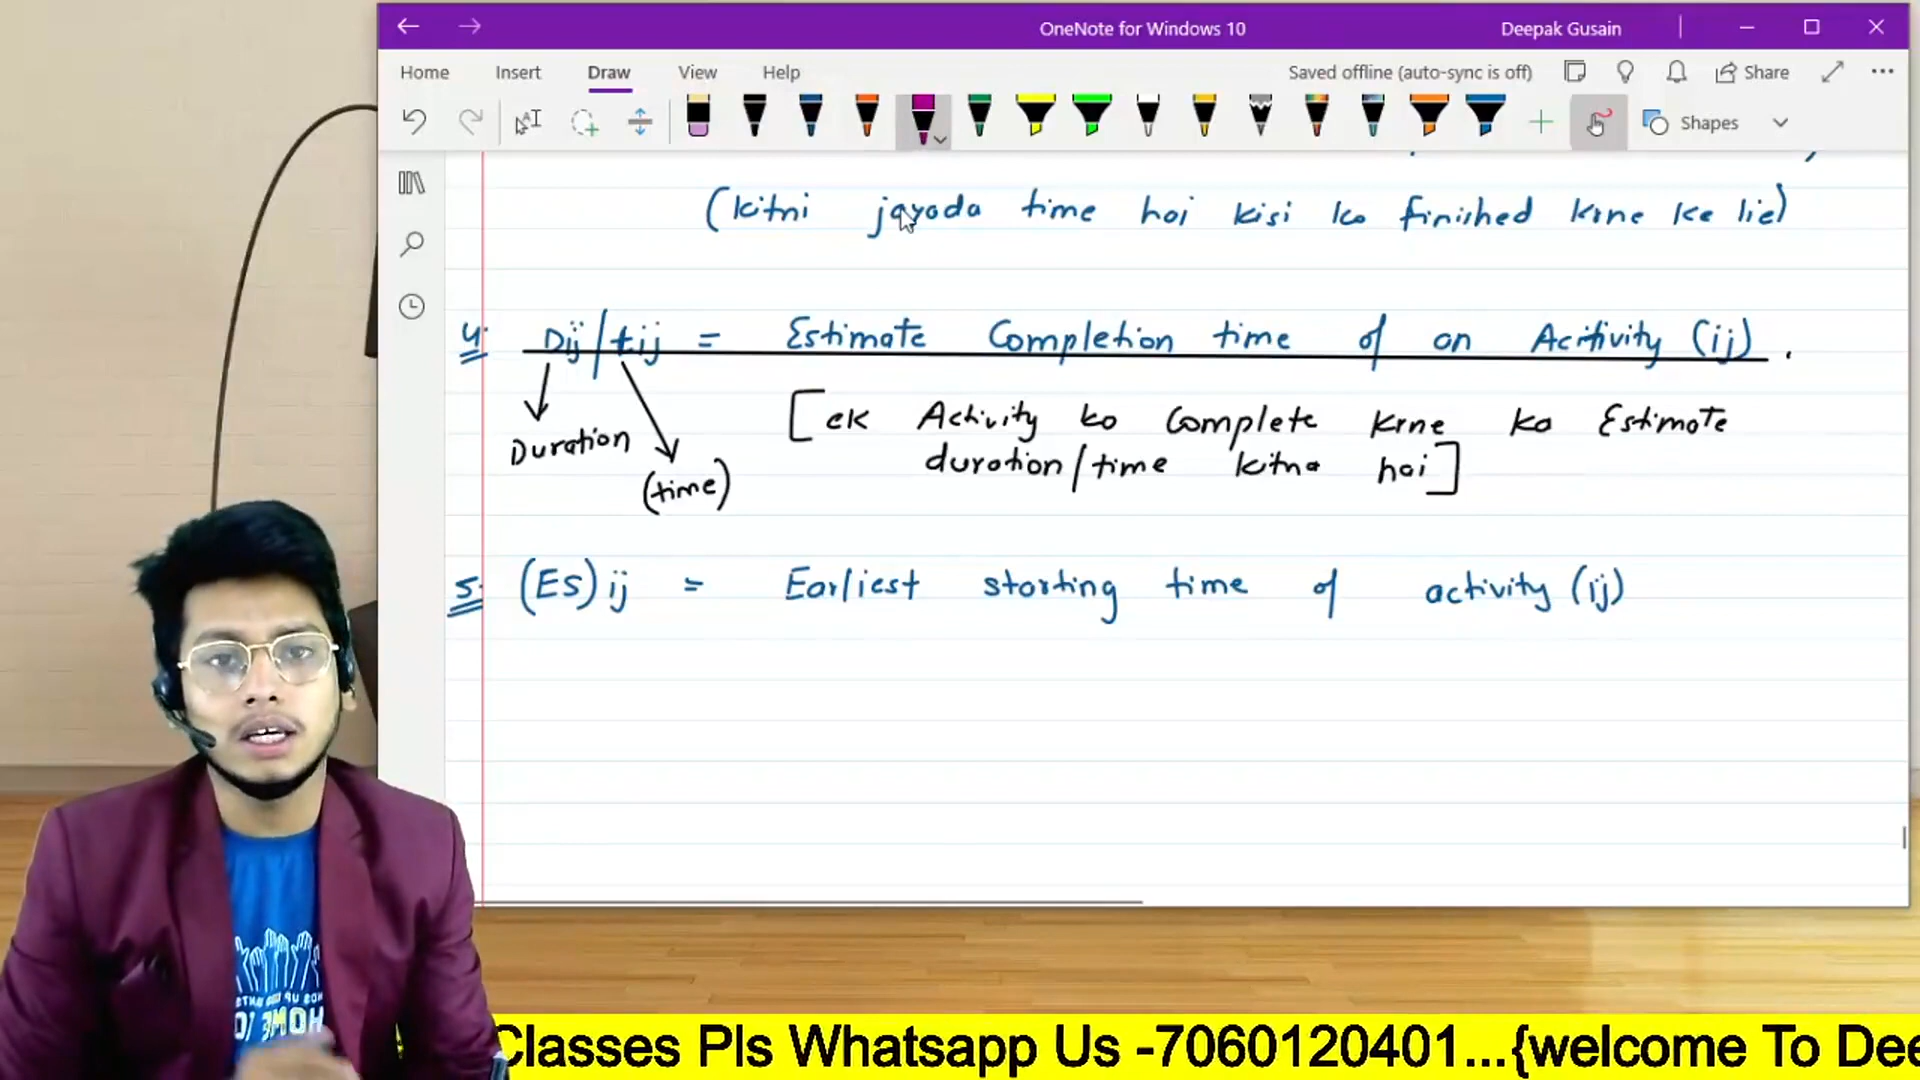 OneNote for Windows 10
Deepak Gusain
Home Insert Draw View Help
Saved offline (auto-sync is off)
Share
Shapes
(kitni jayada time hai kisi ko finished krne ke lie)
4. Dij/tij = Estimate Completion time of an Acitivity (ij).
Duration
(time)
[ek Activity ko Complete krne ka Estimate
duration/time kitna hai]
5. (ES)ij = Earliest starting time of activity (ij)
HOME
Classes Pls Whatsapp Us -7060120401...{welcome To Dee